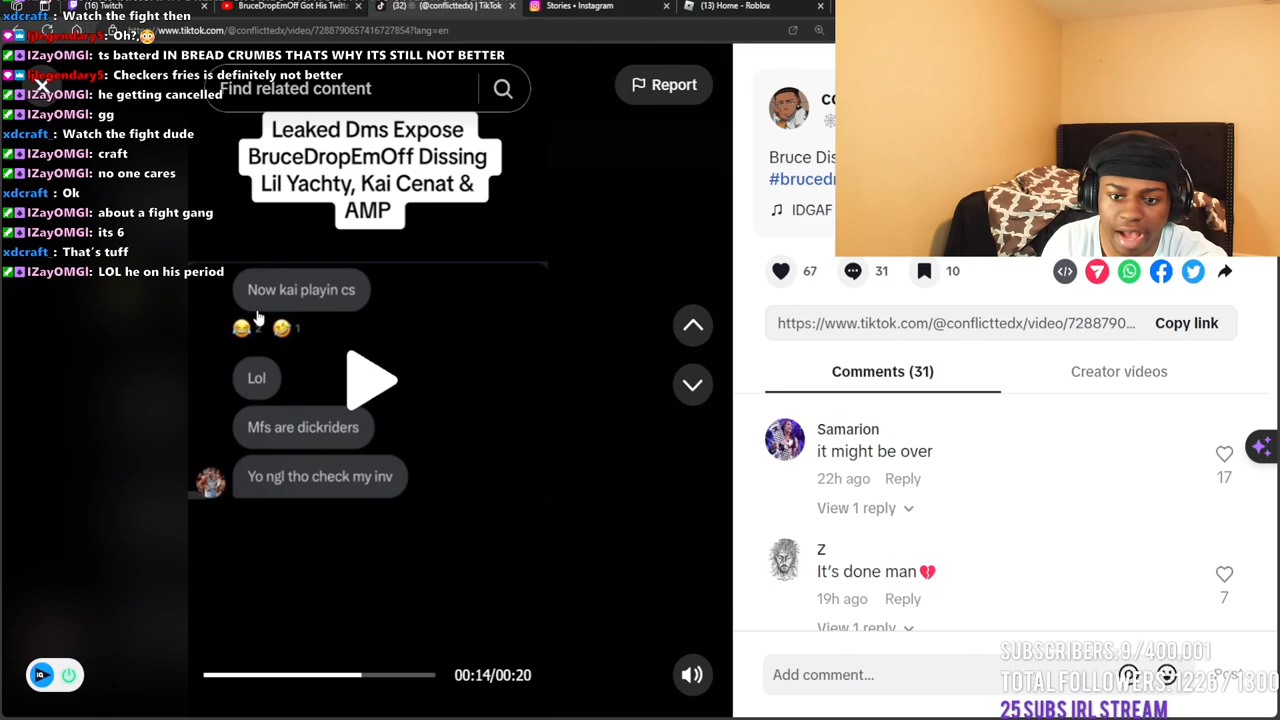 (16) Twitch
BruceDropEmOff Got His Twitt
(32)
(@conflicttedx) | TikTok
Stories • Instagram
(13) Home - Roblox
https://www.tiktok.com/@conflicttedx/video/7288790657416727854?lang=en
xdcraft : Watch the fight then
ljlegendary5: Oh?,😳
IZayOMGl: ts batterd IN BREAD CRUMBS THATS WHY ITS STILL NOT BETTER
ljlegendary5: Checkers fries is definitely not better
IZayOMGl: he getting cancelled
IZayOMGl: gg
xdcraft : Watch the fight dude
IZayOMGl: craft
IZayOMGl: no one cares
xdcraft : Ok
IZayOMGl: about a fight gang
IZayOMGl: its 6
xdcraft : That's tuff
IZayOMGl: LOL he on his period
Find related content
Report
Leaked Dms Expose
BruceDropEmOff Dissing
Lil Yachty, Kai Cenat &
AMP
Now kai playin cs
😂 2 🤣 1
Lol
Mfs are dickriders
Yo ngl tho check my inv
00:14/00:20
Bruce Dis
#brucedr
IDGAF
67
31
10
https://www.tiktok.com/@conflicttedx/video/7288790...
Copy link
Comments (31)
Creator videos
Samarion
it might be over
22h ago Reply
17
View 1 reply
Z
It's done man💔
19h ago Reply
7
View 1 reply
Add comment...
Post
SUBSCRIBERS: 9/400,001
TOTAL FOLLOWERS: 1226/1300
25 SUBS IRL STREAM